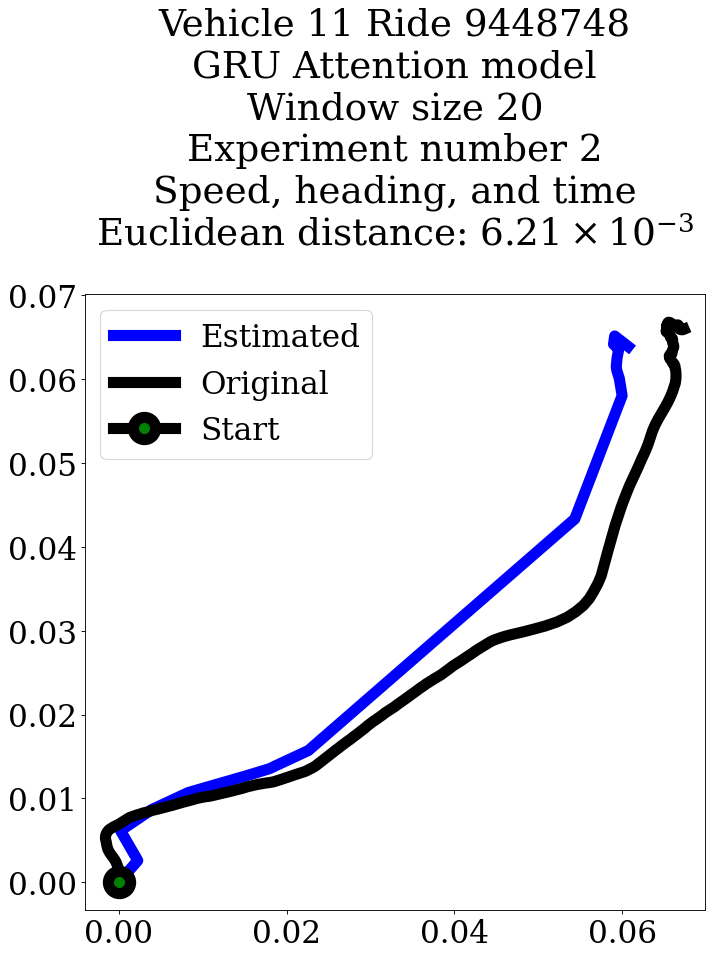 Vehicle 11 Ride 9448748
GRU Attention model
Window size 20
Experiment number 2
Speed, heading, and time
Euclidean distance: 6.21 × 10⁻³
0.07
Estimated
Original
Start
0.06
0.05
0.04
0.03
0.02
0.01
0.00
0.00 0.02 0.04 0.06